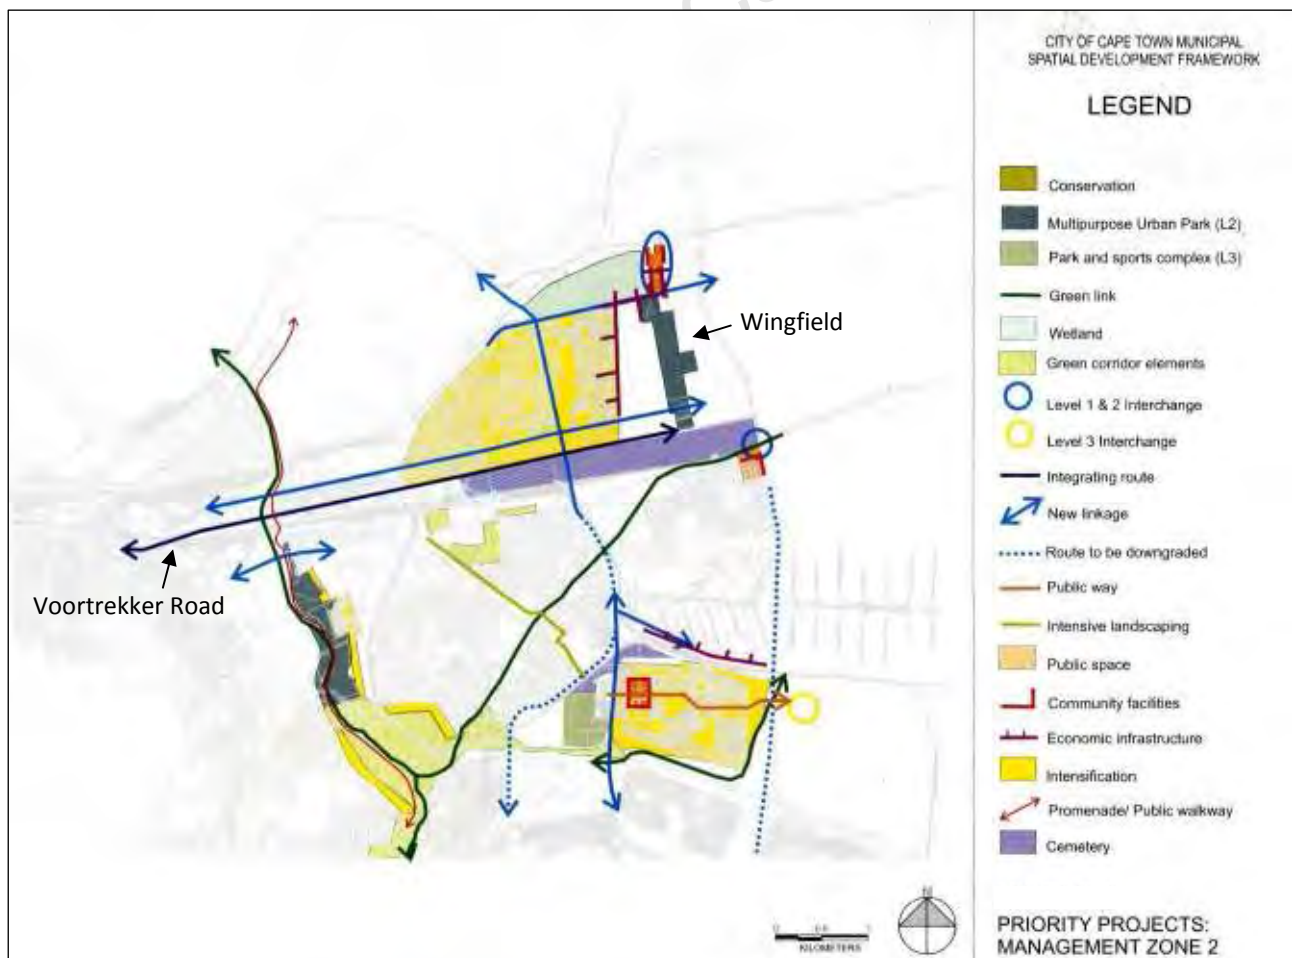 CITY OF CAPE TOWN MUNICIPAL
SPATIAL DEVELOPMENT FRAMEWORK
LEGEND
Conservation
Multipurpose Urban Park (L2)
Park and sports complex (L3)
Green link
Wetland
Green corridor elements
Level 1 & 2 Interchange
Level 3 Interchange
Integrating route
New linkage
Route to be downgraded
Public way
Intensive landscaping
Public space
Community facilities
Economic infrastructure
Intensification
Promenade/ Public walkway
Cemetery
PRIORITY PROJECTS:
MANAGEMENT ZONE 2
Wingfield
Voortrekker Road
N
KILOMETERS